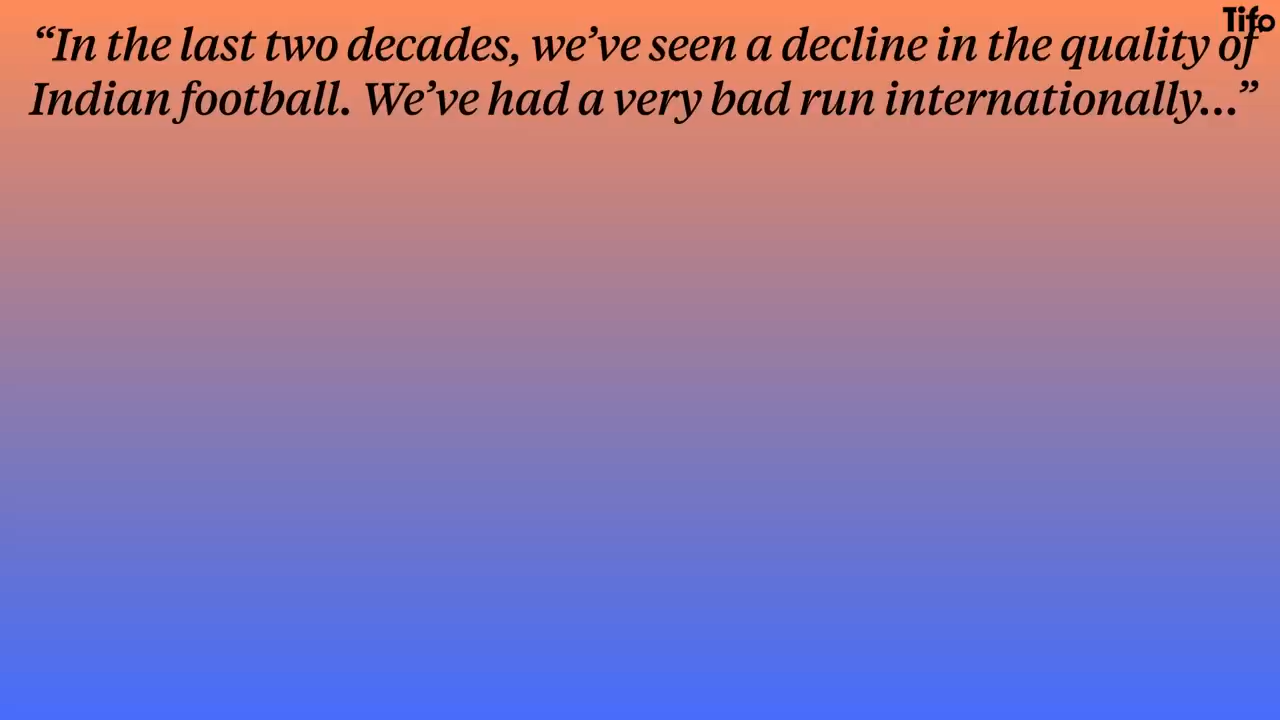 Tifo
“In the last two decades, we’ve seen a decline in the quality of
Indian football. We’ve had a very bad run internationally...”